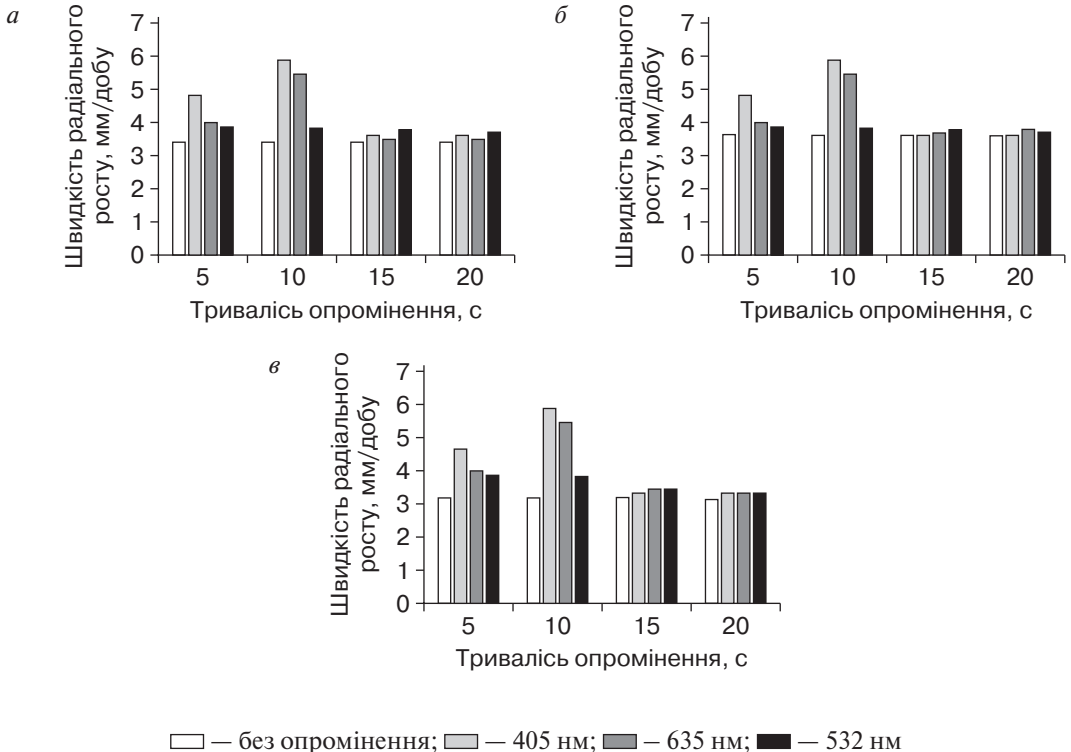 а
7
6
5
4
3
2
1
0
Швидкість радіального
росту, мм/добу
5 10 15 20
Тривалісь опромінення, с
б
7
6
5
4
3
2
1
0
Швидкість радіального
росту, мм/добу
5 10 15 20
Тривалісь опромінення, с
в
7
6
5
4
3
2
1
0
Швидкість радіального
росту, мм/добу
5 10 15 20
Тривалісь опромінення, с
— без опромінення; — 405 нм; — 635 нм; — 532 нм